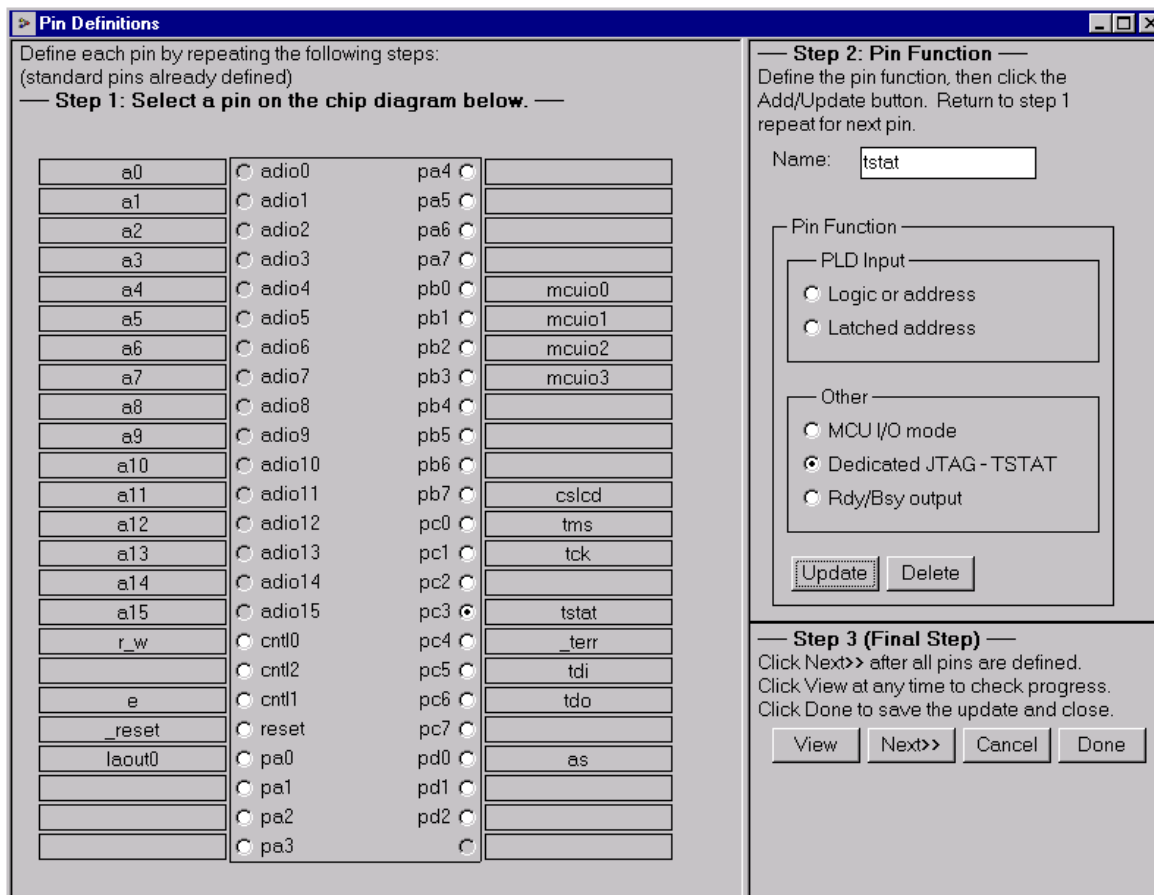 Pin Definitions
Define each pin by repeating the following steps:
(standard pins already defined)
Step 1: Select a pin on the chip diagram below.
a0 adio0 pa4
a1 adio1 pa5
a2 adio2 pa6
a3 adio3 pa7
a4 adio4 pb0 mcuio0
a5 adio5 pb1 mcuio1
a6 adio6 pb2 mcuio2
a7 adio7 pb3 mcuio3
a8 adio8 pb4
a9 adio9 pb5
a10 adio10 pb6
a11 adio11 pb7 cslcd
a12 adio12 pc0 tms
a13 adio13 pc1 tck
a14 adio14 pc2
a15 adio15 pc3 tstat
r_w cntl0 pc4 _terr
cntl2 pc5 tdi
e cntl1 pc6 tdo
_reset reset pc7
laout0 pa0 pd0 as
pa1 pd1
pa2 pd2
pa3
Step 2: Pin Function
Define the pin function, then click the
Add/Update button. Return to step 1
repeat for next pin.
Name: tstat
Pin Function
PLD Input
Logic or address
Latched address
Other
MCU I/O mode
Dedicated JTAG - TSTAT
Rdy/Bsy output
Update Delete
Step 3 (Final Step)
Click Next>> after all pins are defined.
Click View at any time to check progress.
Click Done to save the update and close.
View Next>> Cancel Done